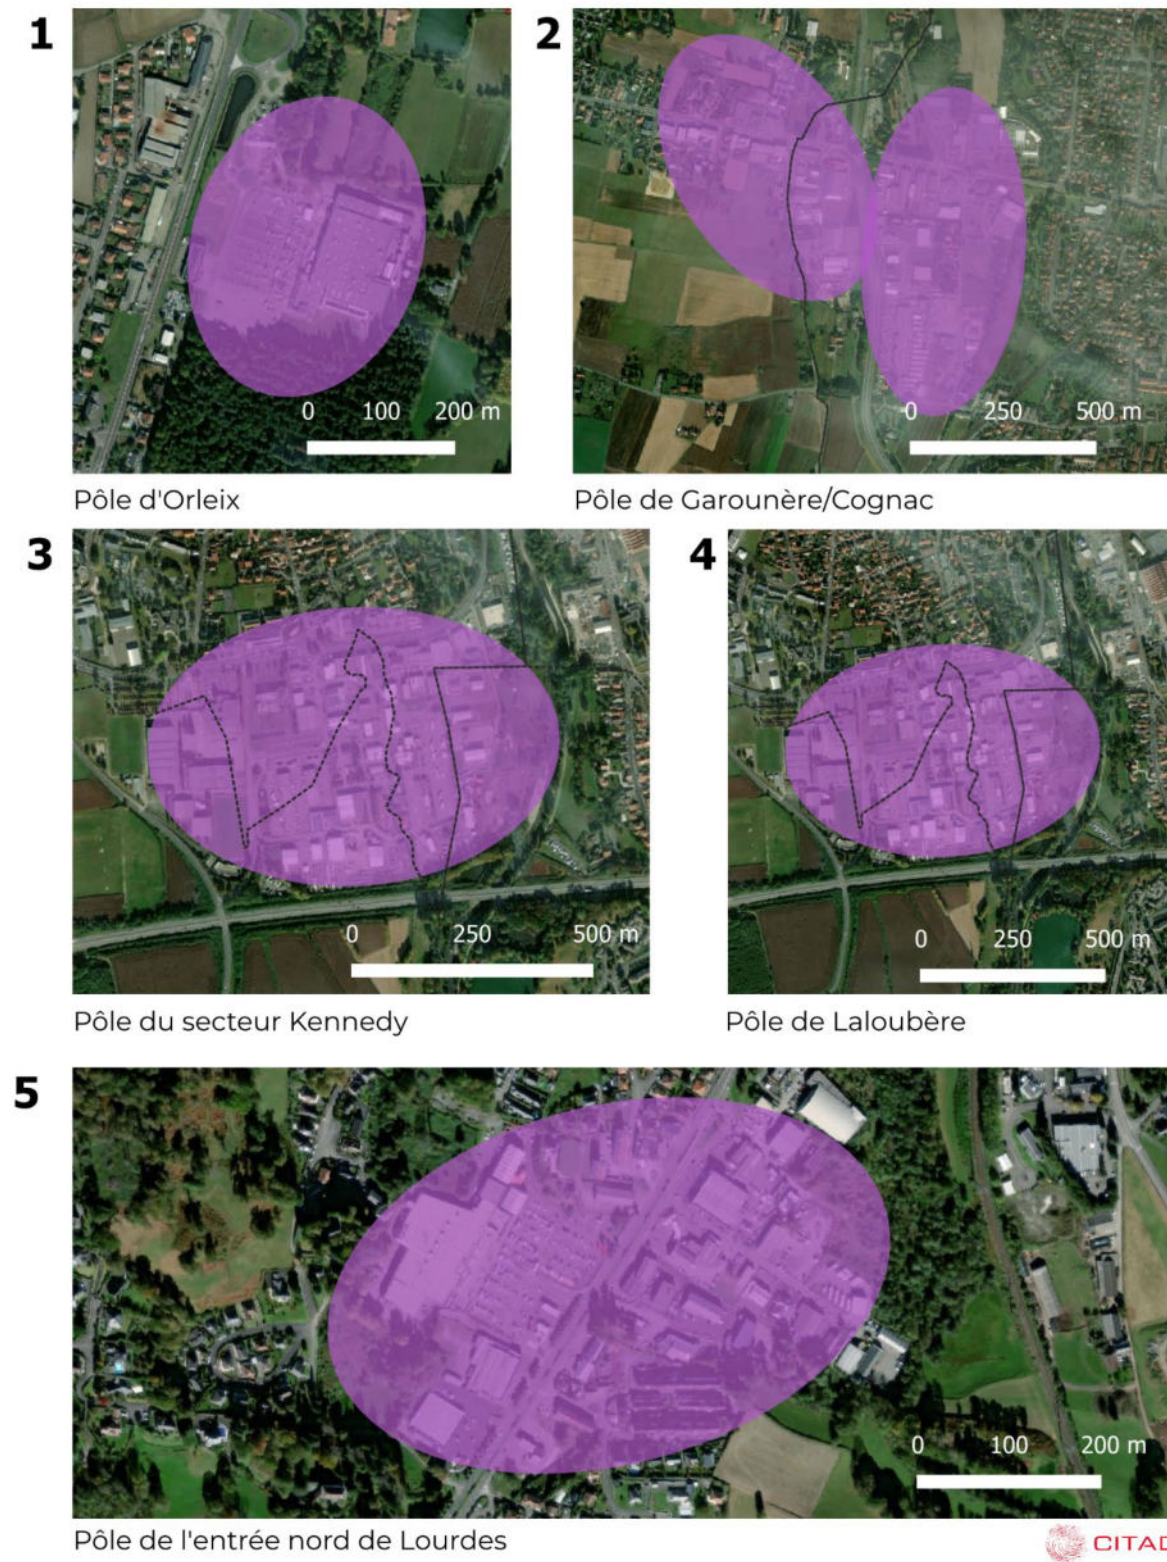 1
2
0 100 200 m
0 250 500 m
Pôle d'Orleix
Pôle de Garounère/Cognac
3
4
0 250 500 m
0 250 500 m
Pôle du secteur Kennedy
Pôle de Laloubère
5
0 100 200 m
Pôle de l'entrée nord de Lourdes